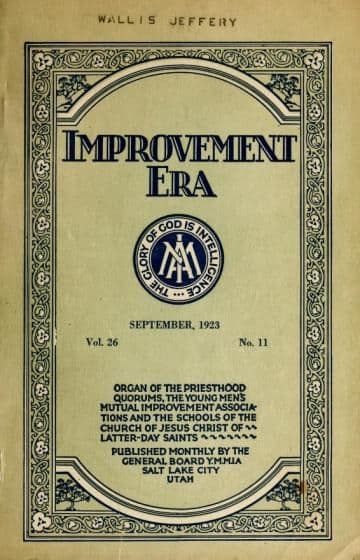 WALLIS JEFFERY
IMPROVEMENT
ERA
THE GLORY OF GOD IS INTELLIGENCE
MIA
SEPTEMBER, 1923
Vol. 26 No. 11
ORGAN OF THE PRIESTHOOD
QUORUMS, THE YOUNG MEN'S
MUTUAL IMPROVEMENT ASSOCIA-
TIONS AND THE SCHOOLS OF THE
CHURCH OF JESUS CHRIST OF
LATTER-DAY SAINTS
PUBLISHED MONTHLY BY THE
GENERAL BOARD Y.M.M.I.A
SALT LAKE CITY
UTAH